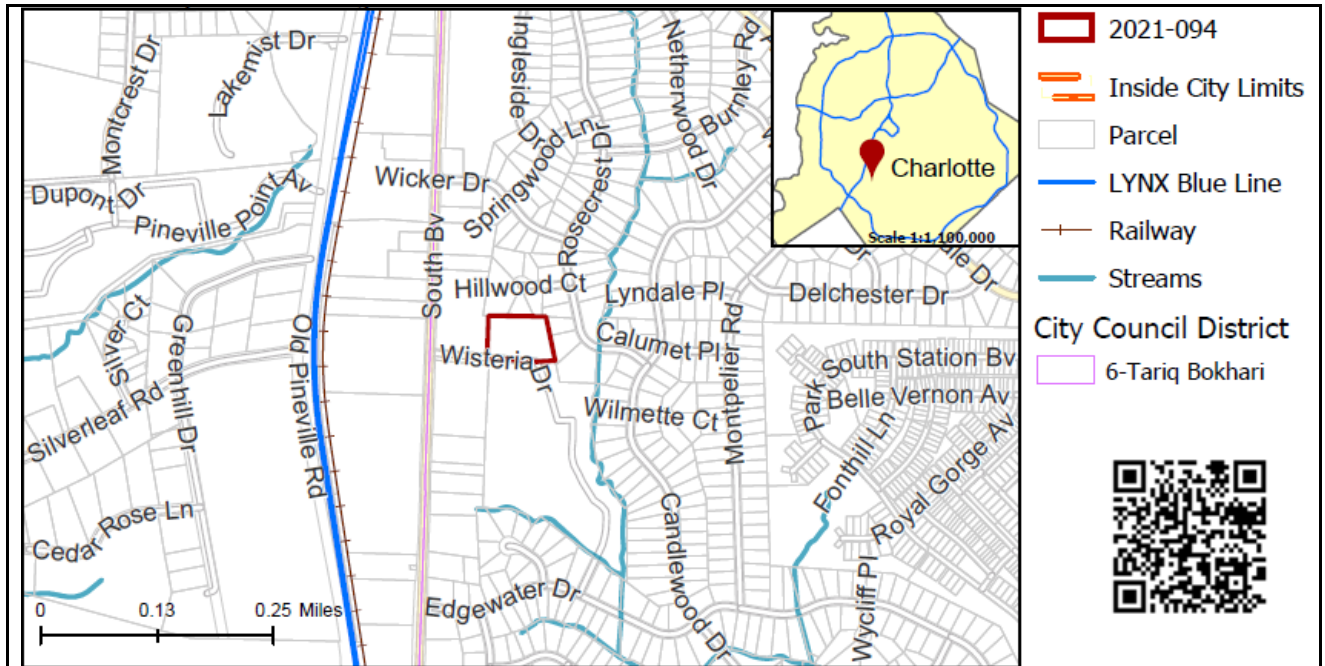 Montcrest Dr
Lakemist Dr
Dupont Dr
Pineville Point Av
Silver Ct
Greenhill Dr
Silverleaf Rd
Cedar Rose Ln
Old Pineville Rd
South Bv
Wicker Dr
Ingleside Dr
Springwood Ln
Rosecrest Dr
Netherwood Dr
Burnley Rd
Hillwood Ct
Wisteria Dr
Lyndale Pl
Calumet Pl
Wilmette Ct
Montpelier Rd
Candlewood Dr
Edgewater Dr
Delchester Dr
Dr
ale Dr
South Station Bv
Belle Vernon Av
Park
Fonthill Ln
Royal Gorge Av
Wycliff Pl
0 0.13 0.25 Miles
Charlotte
Scale 1:1,100,000
2021-094
Inside City Limits
Parcel
LYNX Blue Line
Railway
Streams
City Council District
6-Tariq Bokhari